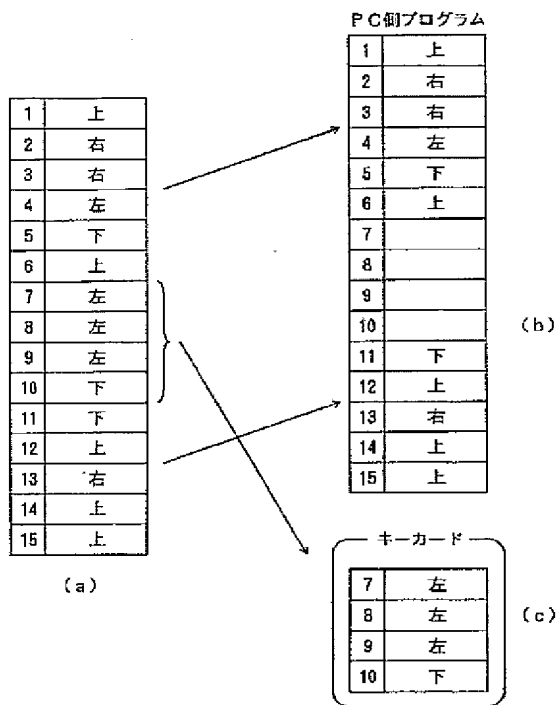 1 上
2 右
3 右
4 左
5 下
6 上
7 左
8 左
9 左
10 下
11 下
12 上
13 右
14 上
15 上
(a)
PC側プログラム
1 上
2 右
3 右
4 左
5 下
6 上
7
8
9
10
11 下
12 上
13 右
14 上
15 上
(b)
キーカード
7 左
8 左
9 左
10 下
(c)